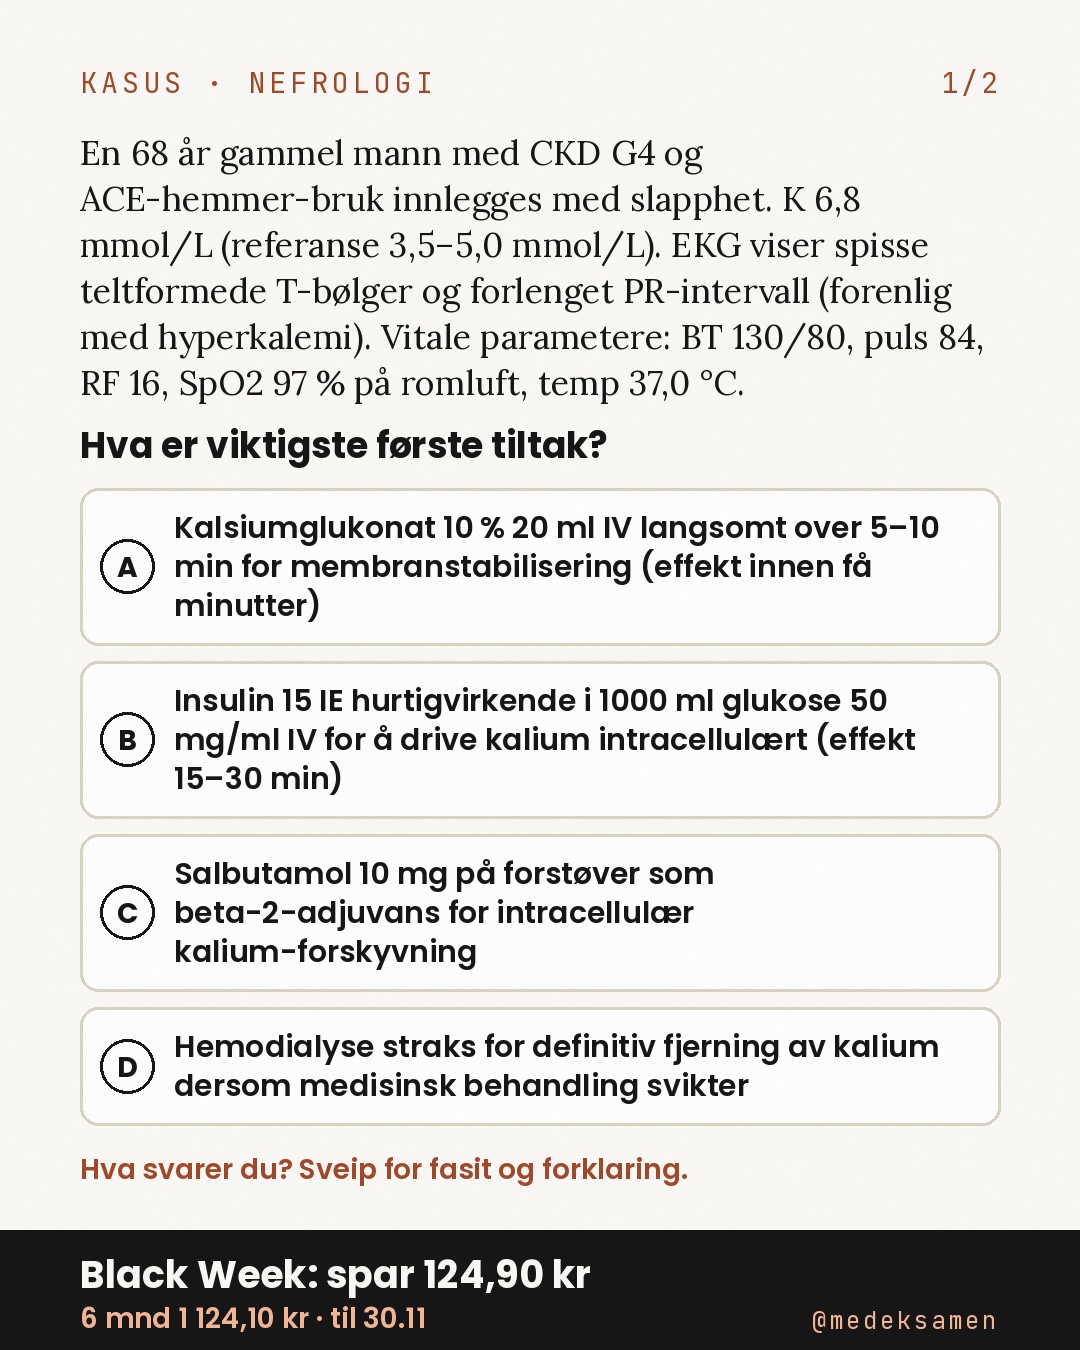 KASUS · NEFROLOGI
1/2
En 68 år gammel mann med CKD G4 og
ACE-hemmer-bruk innlegges med slapphet. K 6,8
mmol/L (referanse 3,5–5,0 mmol/L). EKG viser spisse
teltformede T-bølger og forlenget PR-intervall (forenlig
med hyperkalemi). Vitale parametere: BT 130/80, puls 84,
RF 16, SpO2 97 % på romluft, temp 37,0 °C.
Hva er viktigste første tiltak?
A
Kalsiumglukonat 10 % 20 ml IV langsomt over 5–10
min for membranstabilisering (effekt innen få
minutter)
B
Insulin 15 IE hurtigvirkende i 1000 ml glukose 50
mg/ml IV for å drive kalium intracellulært (effekt
15–30 min)
C
Salbutamol 10 mg på forstøver som
beta-2-adjuvans for intracellulær
kalium-forskyvning
D
Hemodialyse straks for definitiv fjerning av kalium
dersom medisinsk behandling svikter
Hva svarer du? Sveip for fasit og forklaring.
Black Week: spar 124,90 kr
6 mnd 1 124,10 kr · til 30.11
@medeksamen